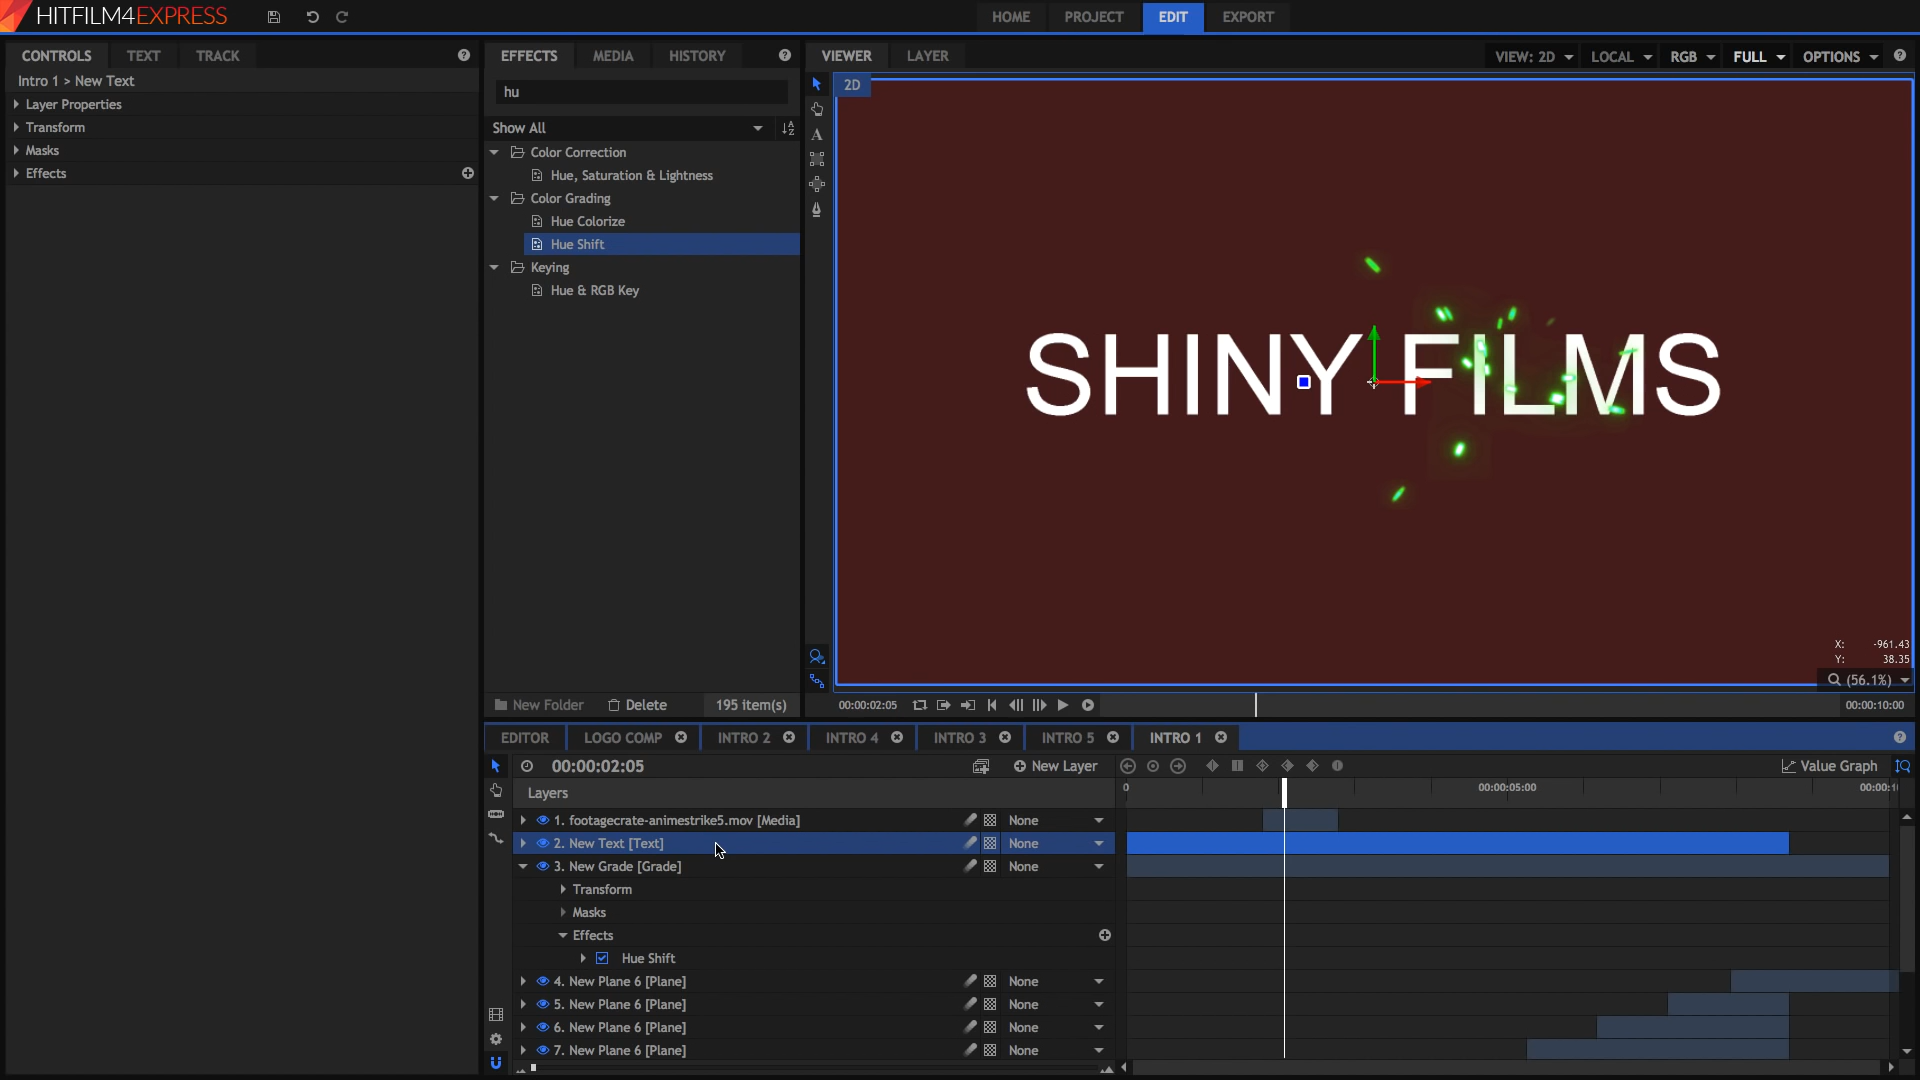 HITFILM4EXPRESS
HOME PROJECT EDIT EXPORT
CONTROLS TEXT TRACK
Intro 1 > New Text
Layer Properties
Transform
Masks
Effects
EFFECTS MEDIA HISTORY
hu
Show All
Color Correction
Hue, Saturation & Lightness
Color Grading
Hue Colorize
Hue Shift
Keying
Hue & RGB Key
New Folder Delete 195 item(s)
VIEWER LAYER VIEW: 2D LOCAL RGB FULL OPTIONS
2D
A
SHINY FILMS
X: -961.43
Y: 38.35
(56.1%)
00:00:02:05 00:00:10:00
EDITOR LOGO COMP INTRO 2 INTRO 4 INTRO 3 INTRO 5 INTRO 1
00:00:02:05 New Layer Value Graph
Layers 0 00:00:05:00 00:00:1
1. footagecrate-animestrike5.mov [Media] None
2. New Text [Text] None
3. New Grade [Grade] None
Transform
Masks
Effects
Hue Shift
4. New Plane 6 [Plane] None
5. New Plane 6 [Plane] None
6. New Plane 6 [Plane] None
7. New Plane 6 [Plane] None